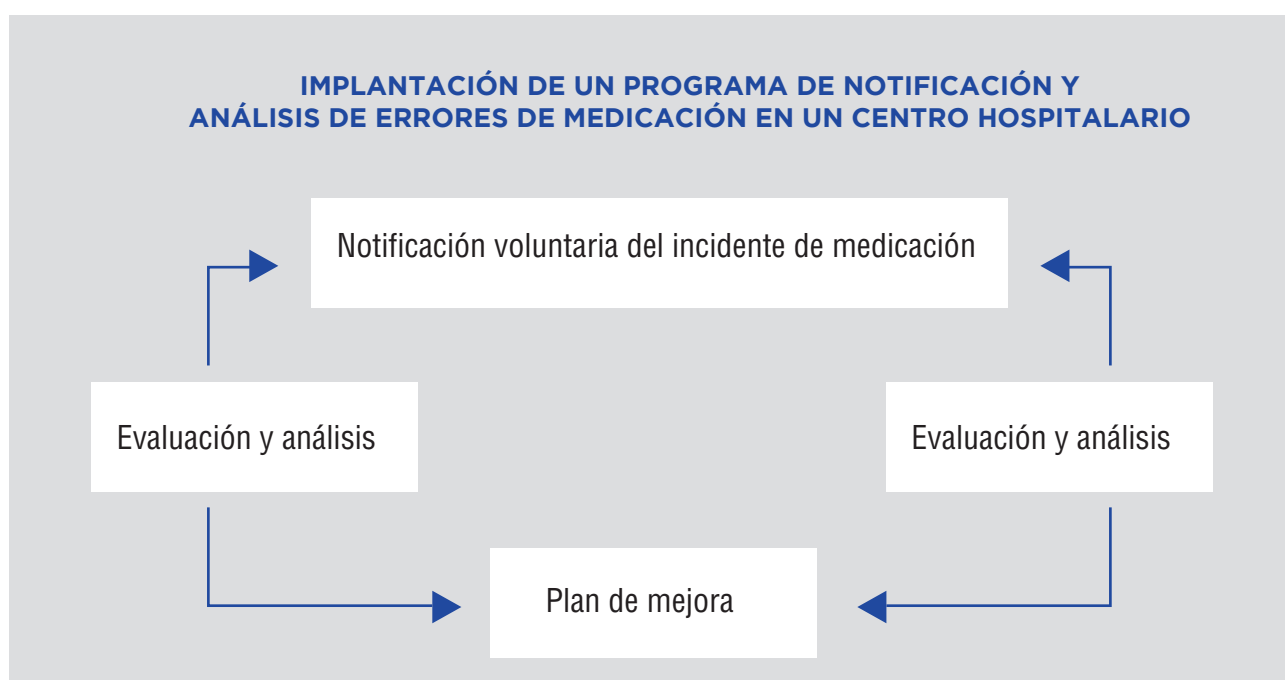 IMPLANTACIÓN DE UN PROGRAMA DE NOTIFICACIÓN Y
ANÁLISIS DE ERRORES DE MEDICACIÓN EN UN CENTRO HOSPITALARIO
Notificación voluntaria del incidente de medicación
Evaluación y análisis
Evaluación y análisis
Plan de mejora